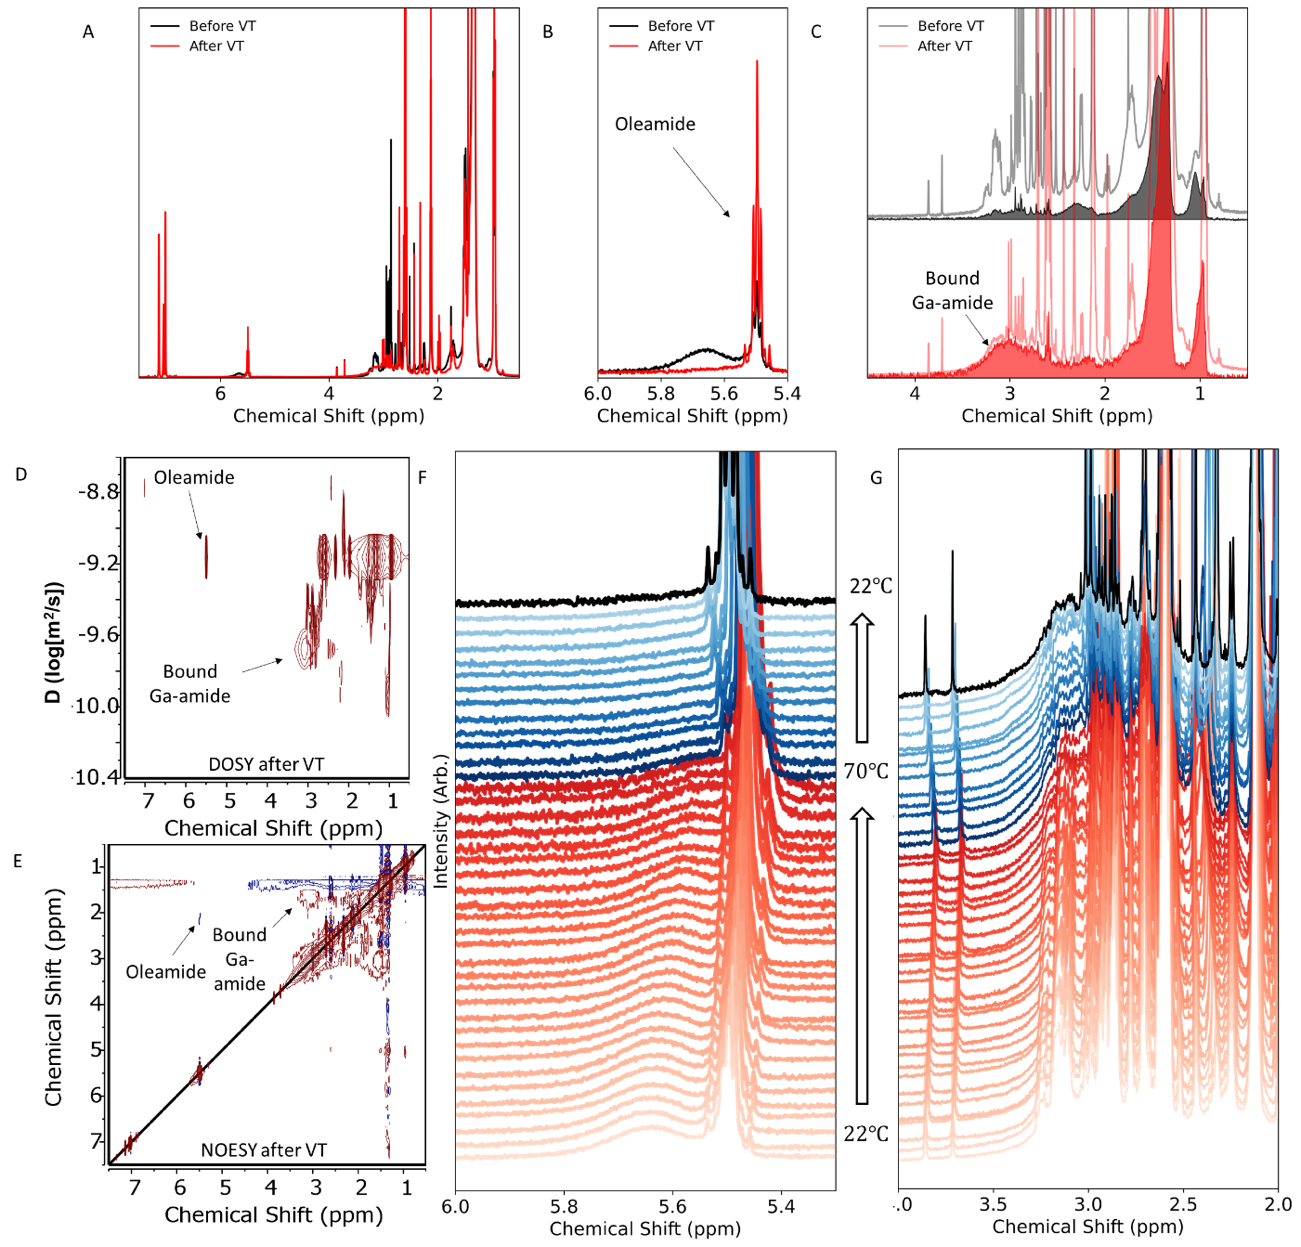 A
Before VT
After VT
6
4
2
Chemical Shift (ppm)
B
Before VT
After VT
Oleamide
6.0
5.8
5.6
5.4
Chemical Shift (ppm)
C
Before VT
After VT
Bound
Ga-amide
4
3
2
1
Chemical Shift (ppm)
D
Oleamide
Bound
Ga-amide
DOSY after VT
D (log[m²/s])
-8.8
-9.2
-9.6
-10.0
·10.4
7
6
5
4
3
2
1
Chemical Shift (ppm)
E
Oleamide
Bound
Ga-
amide
NOESY after VT
Chemical Shift (ppm)
1
2
3
4
5
6
7
7
6
5
4
3
2
1
Chemical Shift (ppm)
F
Intensity (Arb.)
6.0
5.8
5.6
5.4
Chemical Shift (ppm)
22°C
70°C
22°C
G
4.0
3.5
3.0
2.5
2.0
Chemical Shift (ppm)